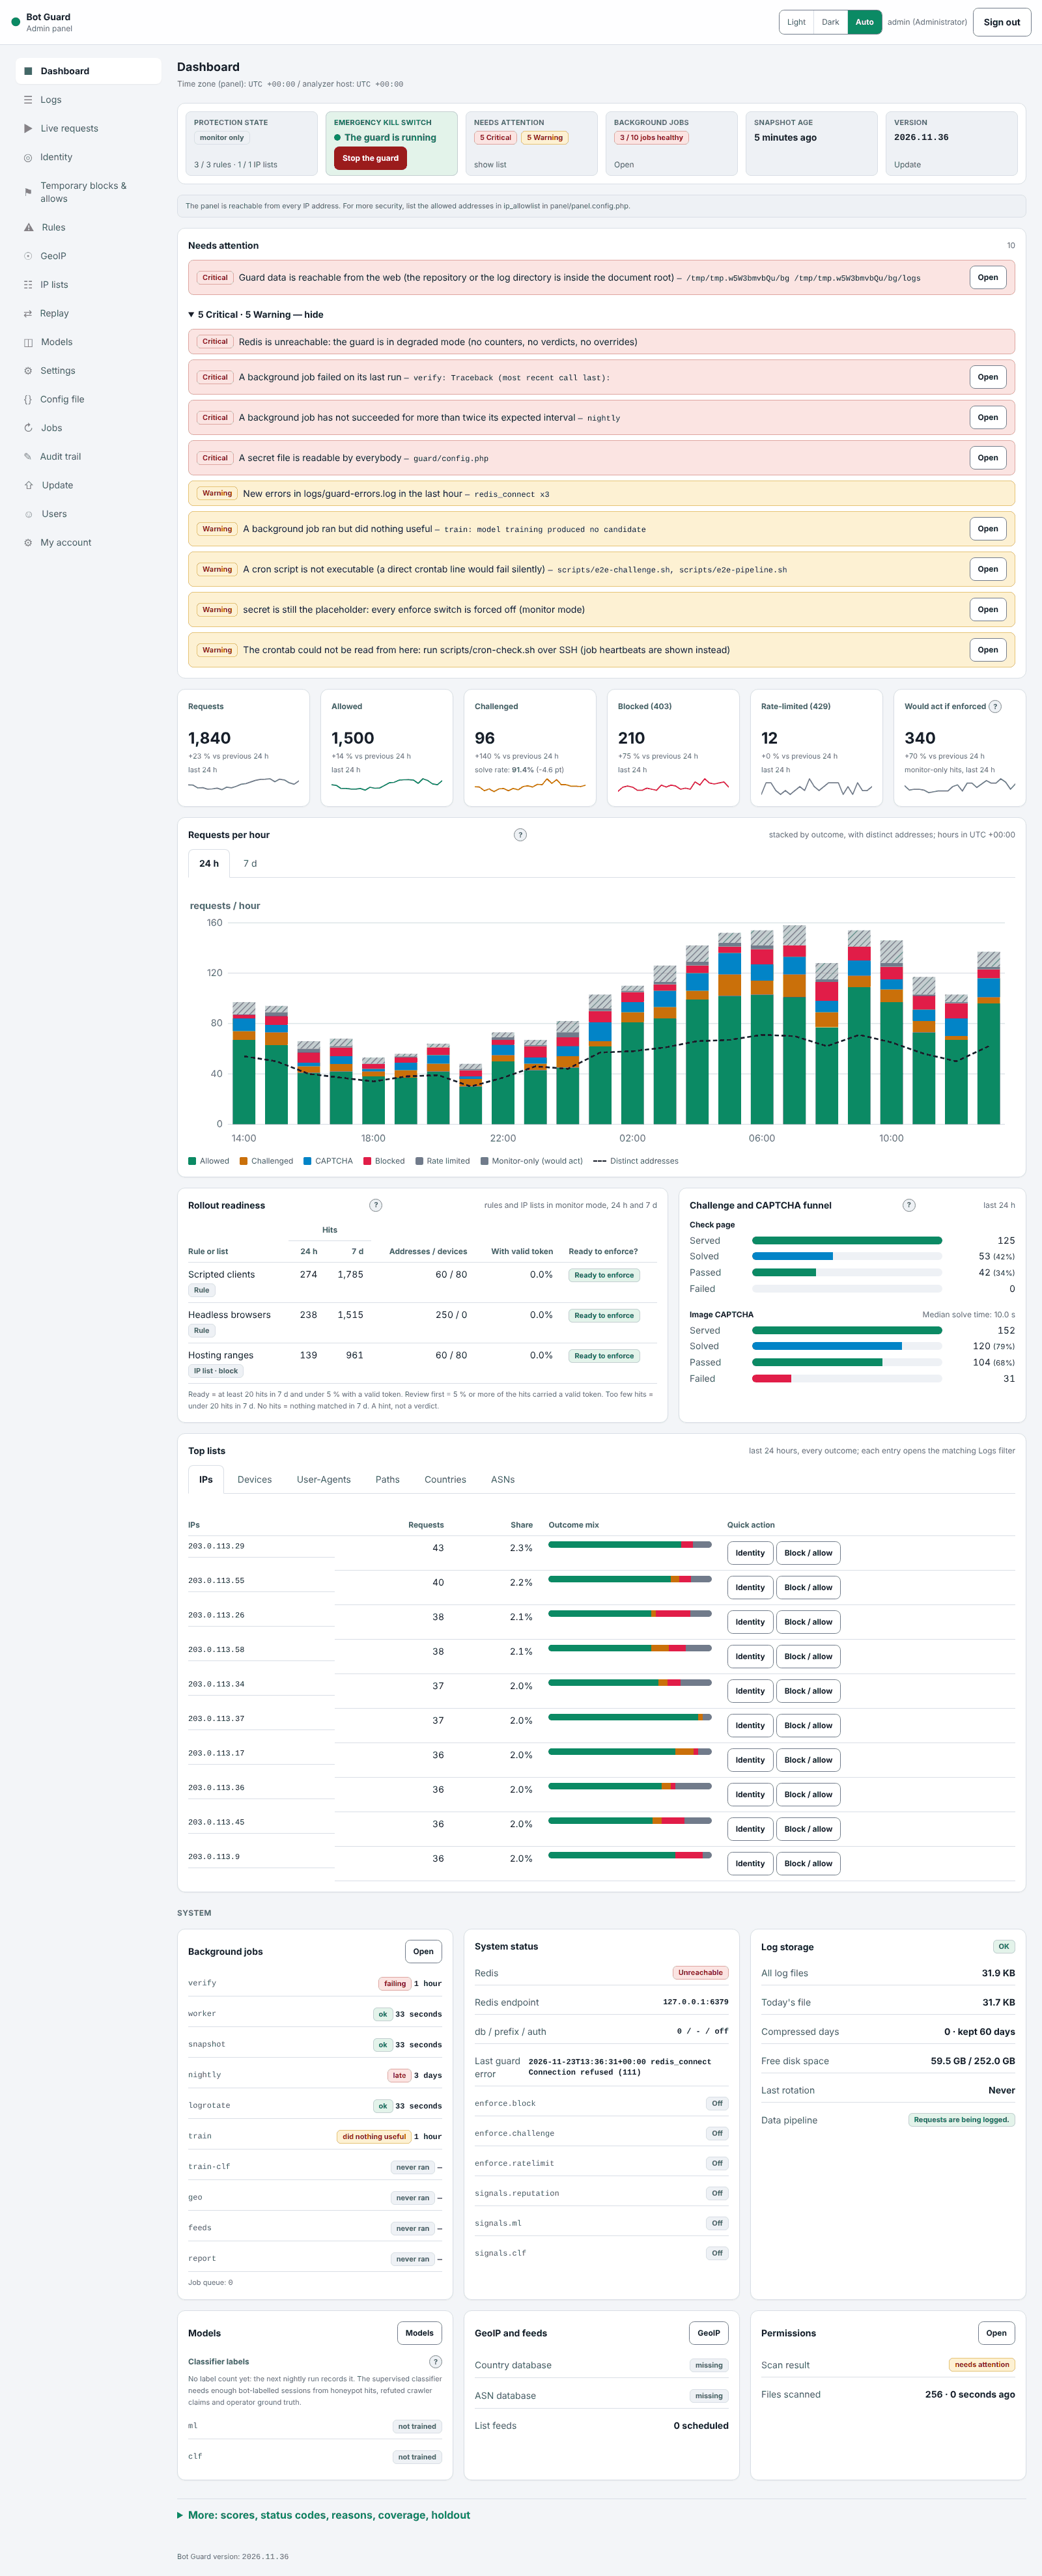 Bot Guard
Admin panel
Light Dark Auto admin (Administrator) Sign out
Dashboard
Logs
Live requests
Identity
Temporary blocks &
allows
Rules
GeoIP
IP lists
Replay
Models
Settings
Config file
Jobs
Audit trail
Update
Users
My account
Dashboard
Time zone (panel): UTC +00:00 / analyzer host: UTC +00:00
PROTECTION STATE
monitor only
3 / 3 rules · 1 / 1 IP lists
EMERGENCY KILL SWITCH
The guard is running
Stop the guard
NEEDS ATTENTION
5 Critical 5 Warning
show list
BACKGROUND JOBS
3 / 10 jobs healthy
Open
SNAPSHOT AGE
5 minutes ago
VERSION
2026.11.36
Update
The panel is reachable from every IP address. For more security, list the allowed addresses in ip_allowlist in panel/panel.config.php.
Needs attention 10
Critical Guard data is reachable from the web (the repository or the log directory is inside the document root) — /tmp/tmp.w5W3bmvbQu/bg /tmp/tmp.w5W3bmvbQu/bg/logs Open
5 Critical · 5 Warning — hide
Critical Redis is unreachable: the guard is in degraded mode (no counters, no verdicts, no overrides)
Critical A background job failed on its last run — verify: Traceback (most recent call last): Open
Critical A background job has not succeeded for more than twice its expected interval — nightly Open
Critical A secret file is readable by everybody — guard/config.php Open
Warning New errors in logs/guard-errors.log in the last hour — redis_connect x3
Warning A background job ran but did nothing useful — train: model training produced no candidate Open
Warning A cron script is not executable (a direct crontab line would fail silently) — scripts/e2e-challenge.sh, scripts/e2e-pipeline.sh Open
Warning secret is still the placeholder: every enforce switch is forced off (monitor mode) Open
Warning The crontab could not be read from here: run scripts/cron-check.sh over SSH (job heartbeats are shown instead) Open
Requests
1,840
+23 % vs previous 24 h
last 24 h
Allowed
1,500
+14 % vs previous 24 h
last 24 h
Challenged
96
+140 % vs previous 24 h
solve rate: 91.4% (-4.6 pt)
Blocked (403)
210
+75 % vs previous 24 h
last 24 h
Rate-limited (429)
12
+0 % vs previous 24 h
last 24 h
Would act if enforced ?
340
+70 % vs previous 24 h
monitor-only hits, last 24 h
Requests per hour ? stacked by outcome, with distinct addresses; hours in UTC +00:00
24 h 7 d
requests / hour
160
120
80
40
0
14:00 18:00 22:00 02:00 06:00 10:00
Allowed Challenged CAPTCHA Blocked Rate limited Monitor-only (would act) Distinct addresses
Rollout readiness ? rules and IP lists in monitor mode, 24 h and 7 d
Hits
Rule or list 24 h 7 d Addresses / devices With valid token Ready to enforce?
Scripted clients 274 1,785 60 / 80 0.0% Ready to enforce
Rule
Headless browsers 238 1,515 250 / 0 0.0% Ready to enforce
Rule
Hosting ranges 139 961 60 / 80 0.0% Ready to enforce
IP list · block
Ready = at least 20 hits in 7 d and under 5 % with a valid token. Review first = 5 % or more of the hits carried a valid token. Too few hits =
under 20 hits in 7 d. No hits = nothing matched in 7 d. A hint, not a verdict.
Challenge and CAPTCHA funnel ? last 24 h
Check page
Served 125
Solved 53 (42%)
Passed 42 (34%)
Failed 0
Image CAPTCHA Median solve time: 10.0 s
Served 152
Solved 120 (79%)
Passed 104 (68%)
Failed 31
Top lists last 24 hours, every outcome; each entry opens the matching Logs filter
IPs Devices User-Agents Paths Countries ASNs
IPs Requests Share Outcome mix Quick action
203.0.113.29 43 2.3% Identity Block / allow
203.0.113.55 40 2.2% Identity Block / allow
203.0.113.26 38 2.1% Identity Block / allow
203.0.113.58 38 2.1% Identity Block / allow
203.0.113.34 37 2.0% Identity Block / allow
203.0.113.37 37 2.0% Identity Block / allow
203.0.113.17 36 2.0% Identity Block / allow
203.0.113.36 36 2.0% Identity Block / allow
203.0.113.45 36 2.0% Identity Block / allow
203.0.113.9 36 2.0% Identity Block / allow
SYSTEM
Background jobs Open
verify failing 1 hour
worker ok 33 seconds
snapshot ok 33 seconds
nightly late 3 days
logrotate ok 33 seconds
train did nothing useful 1 hour
train-clf never ran —
geo never ran —
feeds never ran —
report never ran —
Job queue: 0
System status
Redis Unreachable
Redis endpoint 127.0.0.1:6379
db / prefix / auth 0 / - / off
Last guard 2026-11-23T13:36:31+00:00 redis_connect
error Connection refused (111)
enforce.block Off
enforce.challenge Off
enforce.ratelimit Off
signals.reputation Off
signals.ml Off
signals.clf Off
Log storage OK
All log files 31.9 KB
Today's file 31.7 KB
Compressed days 0 · kept 60 days
Free disk space 59.5 GB / 252.0 GB
Last rotation Never
Data pipeline Requests are being logged.
Models Models
Classifier labels ?
No label count yet: the next nightly run records it. The supervised classifier
needs enough bot-labelled sessions from honeypot hits, refuted crawler
claims and operator ground truth.
ml not trained
clf not trained
GeoIP and feeds GeoIP
Country database missing
ASN database missing
List feeds 0 scheduled
Permissions Open
Scan result needs attention
Files scanned 256 · 0 seconds ago
More: scores, status codes, reasons, coverage, holdout
Bot Guard version: 2026.11.36